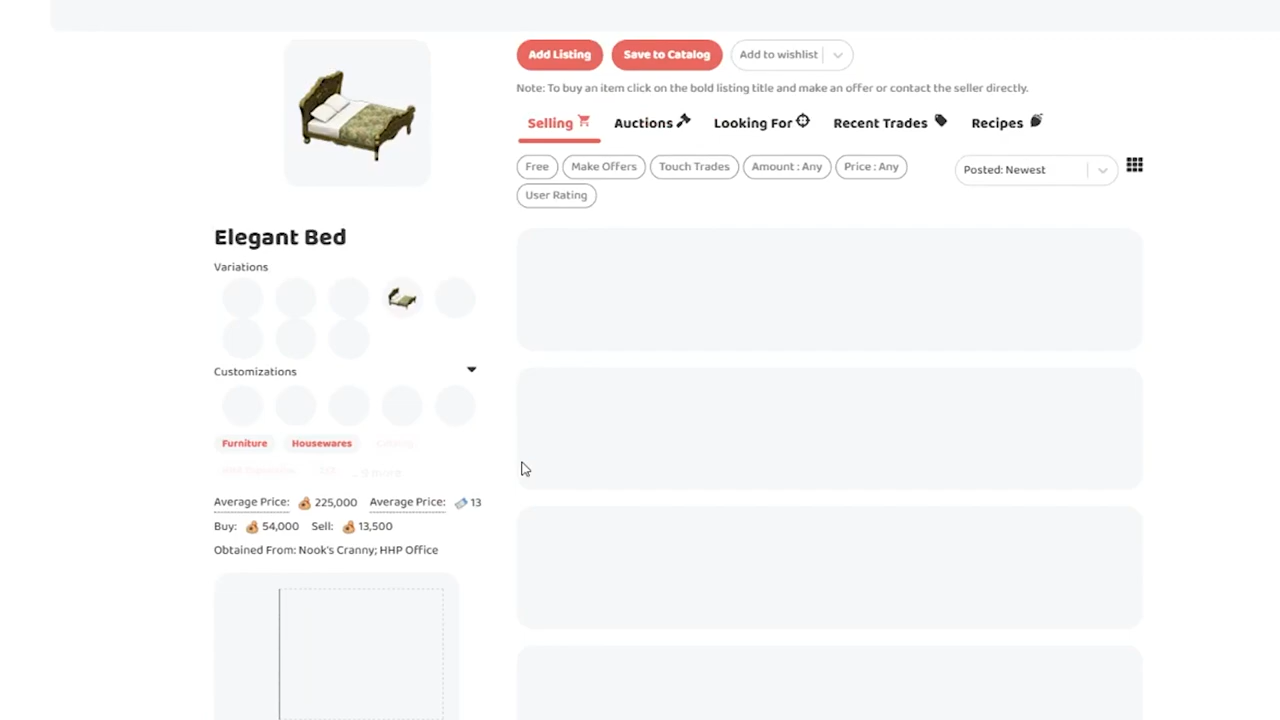 Add Listing
Save to Catalog
Add to wishlist
Note: To buy an item click on the bold listing title and make an offer or contact the seller directly.
Selling
Auctions
Looking For
Recent Trades
Recipes
Free
Make Offers
Touch Trades
Amount : Any
Price : Any
Posted: Newest
User Rating
Elegant Bed
Variations
Customizations
Furniture
Housewares
Catalog
Average Price: 225,000 Average Price: 13
Buy: 54,000 Sell: 13,500
Obtained From: Nook's Cranny; HHP Office